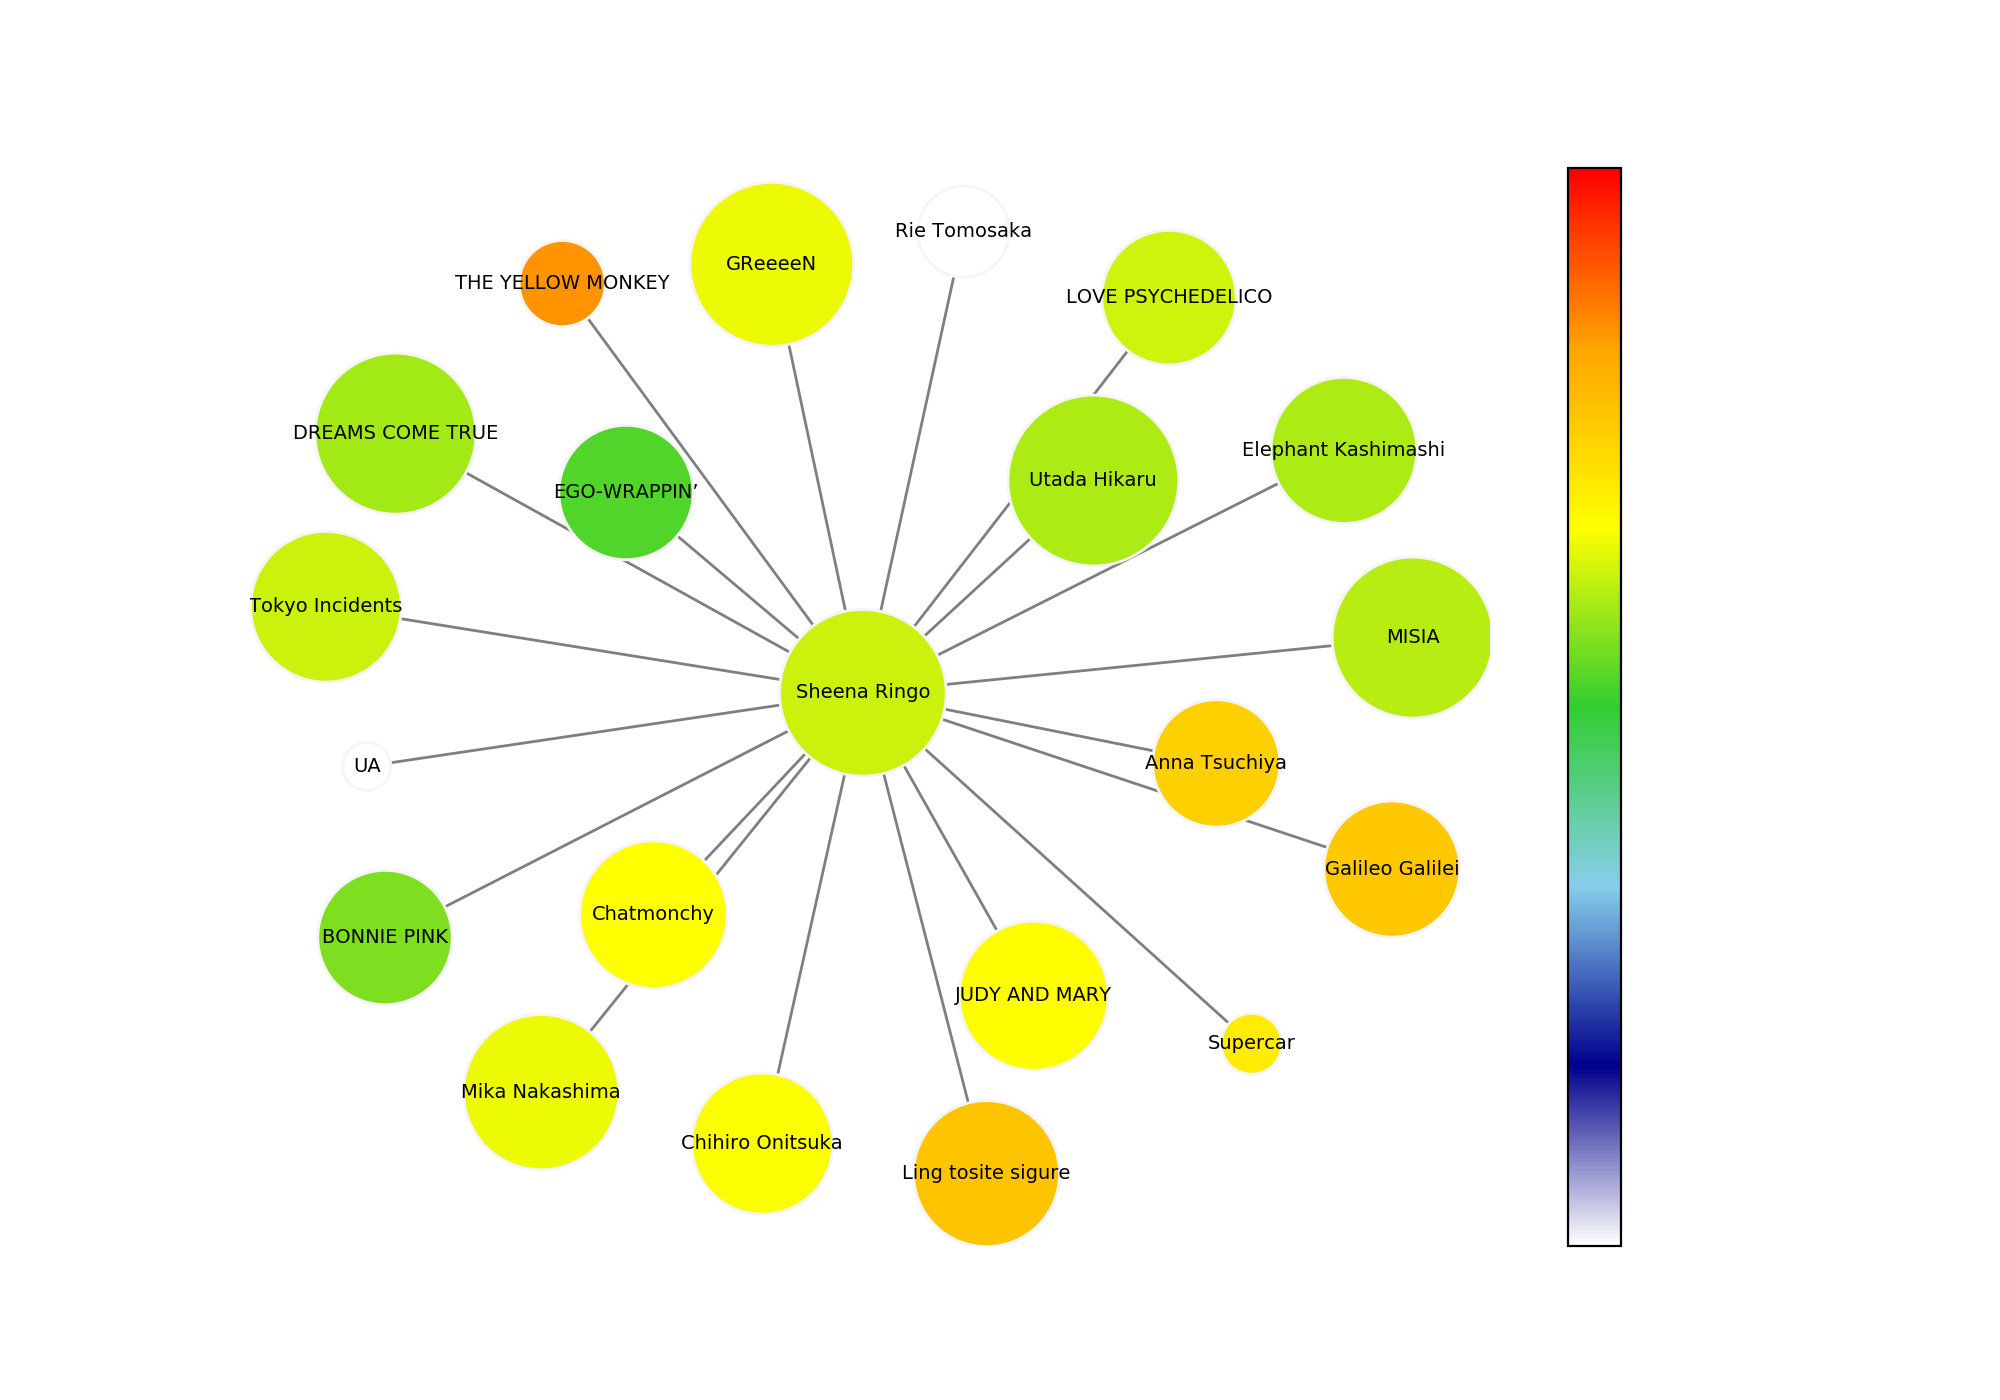 Rie Tomosaka
GReeeeN
THE YELLOW MONKEY
LOVE PSYCHEDELICO
DREAMS COME TRUE
Elephant Kashimashi
Utada Hikaru
EGO-WRAPPIN’
Tokyo Incidents
MISIA
Sheena Ringo
Anna Tsuchiya
UA
Galileo Galilei
Chatmonchy
BONNIE PINK
JUDY AND MARY
Supercar
Mika Nakashima
Chihiro Onitsuka
Ling tosite sigure